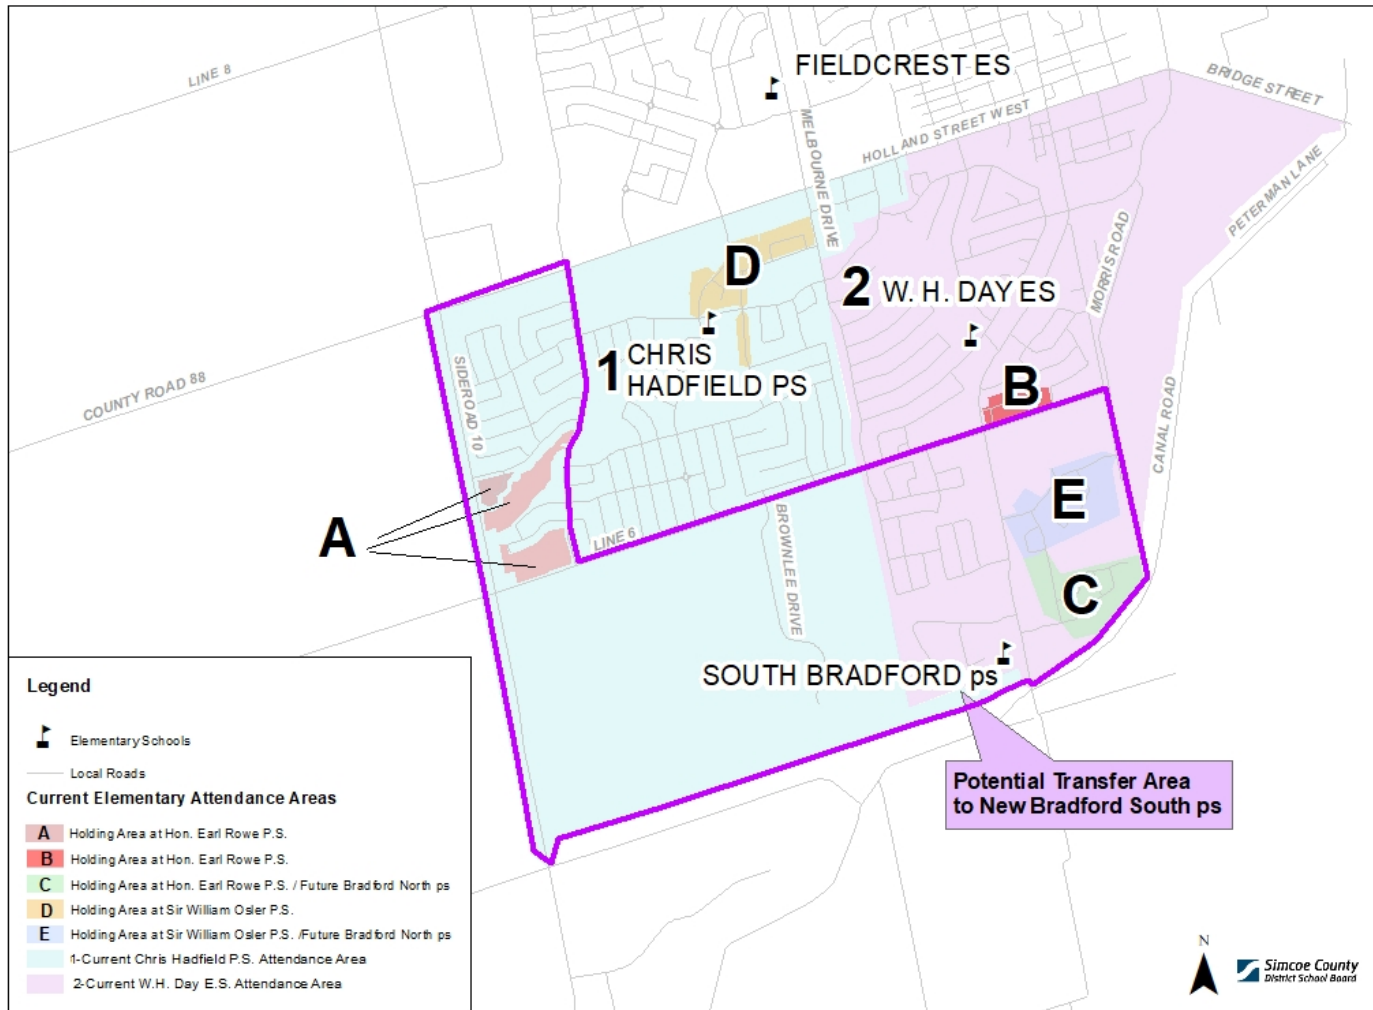 FIELDCREST ES
LINE 8
BRIDGE STREET
MELBOURNE DRIVE
HOLLAND STREET WEST
PETERMAN LANE
MORRIS ROAD
D
2 W. H. DAY ES
1 CHRIS
HADFIELD PS
COUNTY ROAD 88
SIDEROAD 10
B
CANAL ROAD
E
A
LINE 6
BROWNLEE DRIVE
C
SOUTH BRADFORD ps
Potential Transfer Area
to New Bradford South ps
Legend
Elementary Schools
Local Roads
Current Elementary Attendance Areas
A Holding Area at Hon. Earl Rowe P.S.
B Holding Area at Hon. Earl Rowe P.S.
C Holding Area at Hon. Earl Rowe P.S. / Future Bradford North ps
D Holding Area at Sir William Osler P.S.
E Holding Area at Sir William Osler P.S. /Future Bradford North ps
1-Current Chris Hadfield P.S. Attendance Area
2-Current W.H. Day E.S. Attendance Area
N
Simcoe County
District School Board